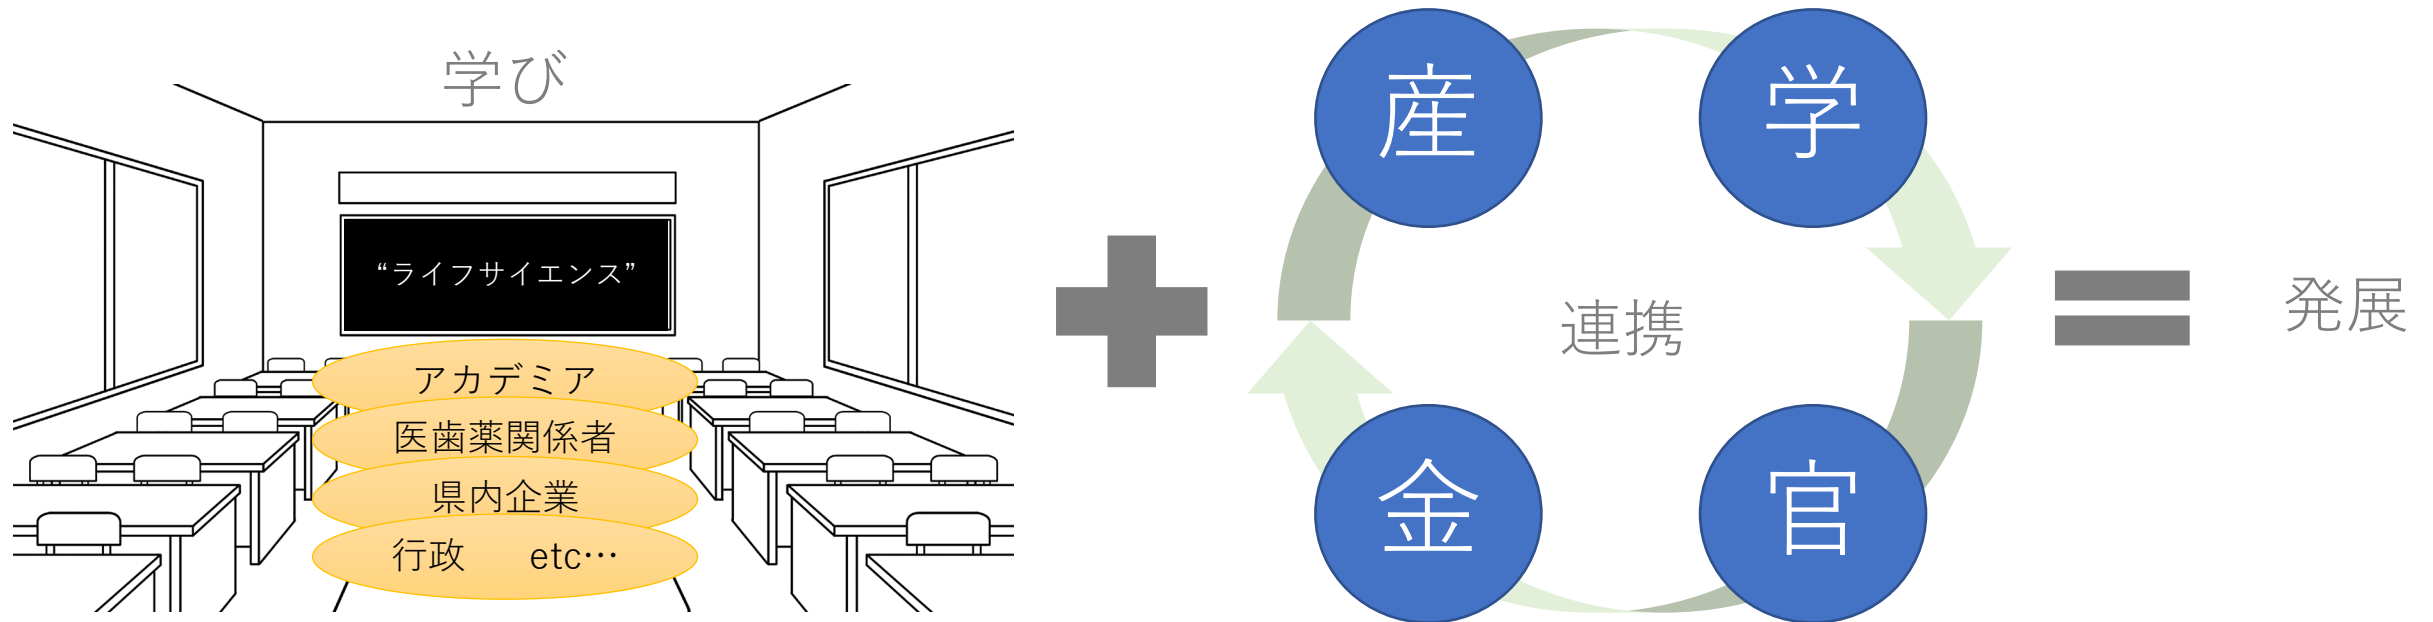 学び
“ライフサイエンス”
アカデミア
医歯薬関係者
県内企業
行政　etc…
産
学
連携
金
官
発展